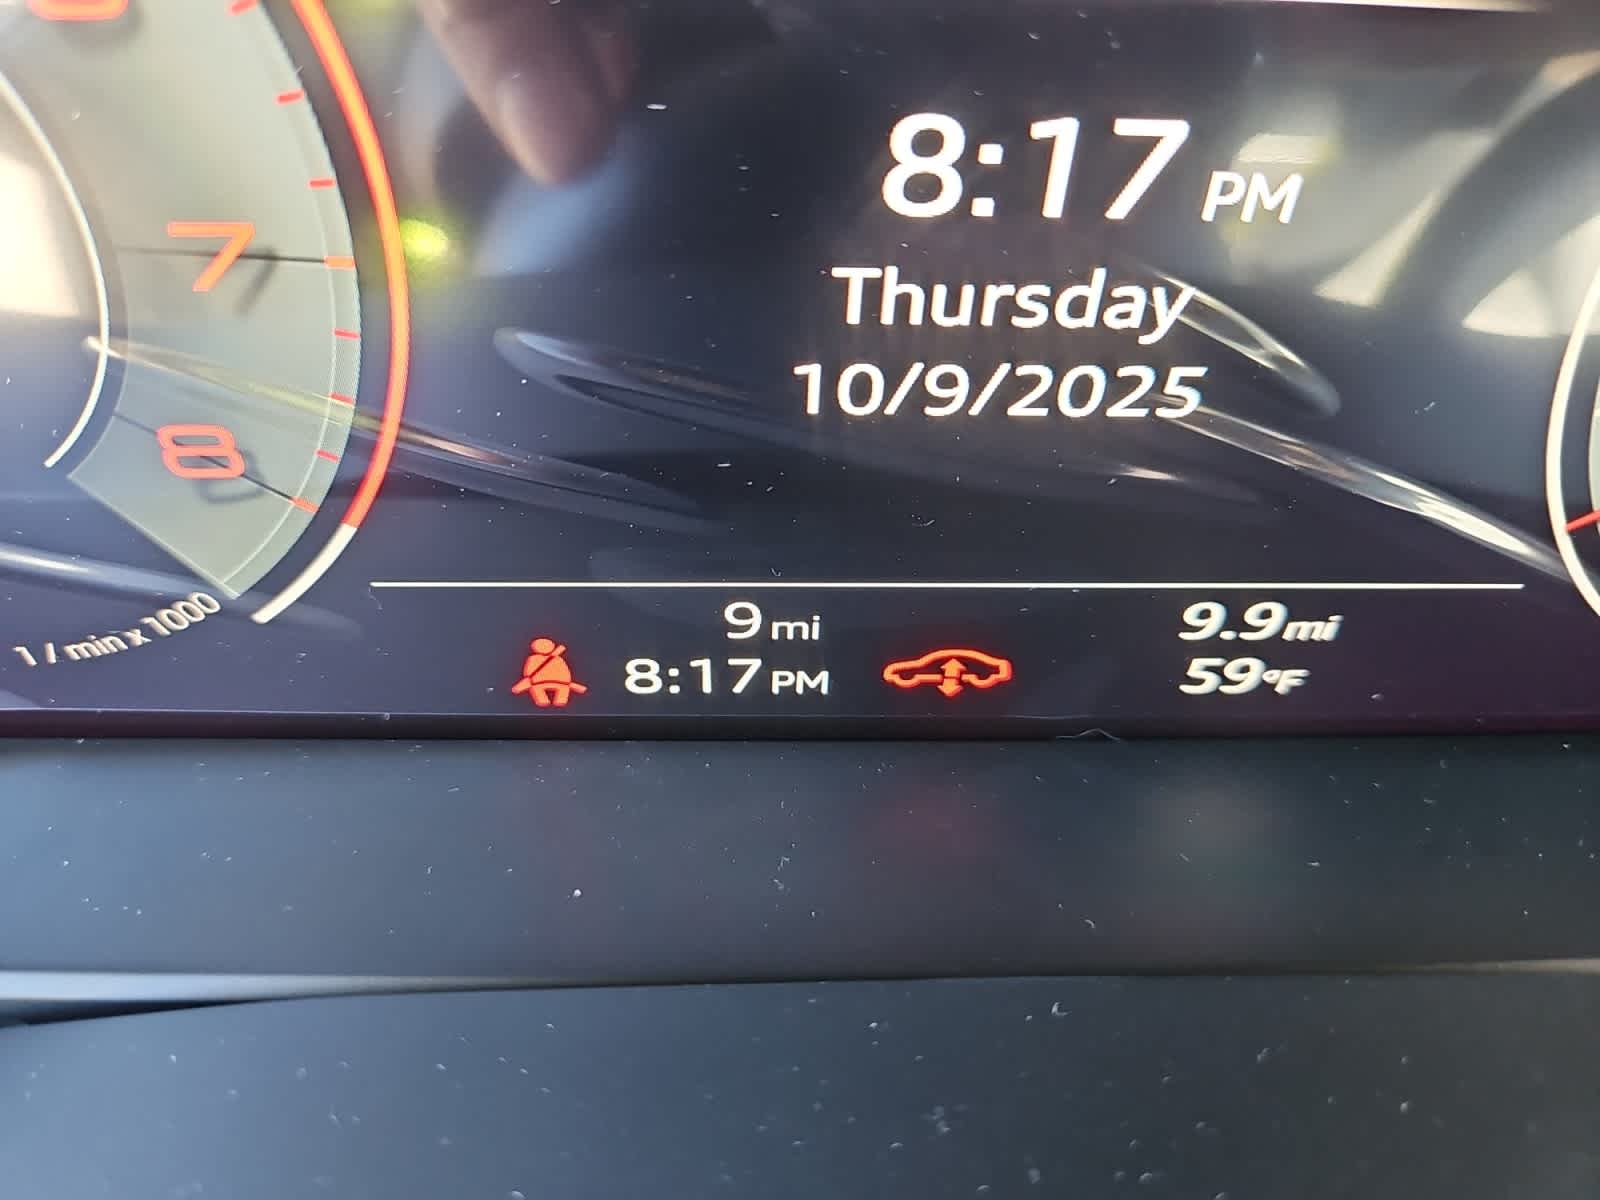 7
8
1 / min x 1000
8:17 PM
Thursday
10/9/2025
9 mi
8:17 PM
9.9 mi
59°F